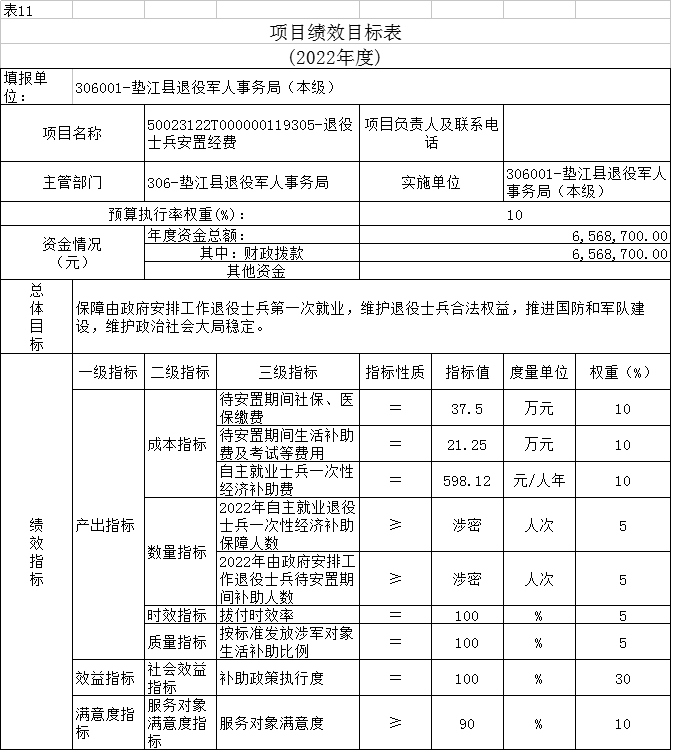 表11
项目绩效目标表
(2022年度)
填报单
位：
306001-垫江县退役军人事务局（本级）
项目名称
50023122T000000119305-退役
士兵安置经费
项目负责人及联系电
话
主管部门
306-垫江县退役军人事务局
实施单位
306001-垫江县退役军人
事务局（本级）
预算执行率权重(%)：
10
资金情况
（元）
年度资金总额：
6,568,700.00
其中：财政拨款
6,568,700.00
其他资金
总
体
目
标
保障由政府安排工作退役士兵第一次就业，维护退役士兵合法权益，推进国防和军队建
设，维护政治社会大局稳定。
绩
效
指
标
一级指标 二级指标 三级指标 指标性质 指标值 度量单位 权重（%）
产出指标
成本指标
待安置期间社保、医
保缴费
＝ 37.5 万元 10
待安置期间生活补助
费及考试等费用
＝ 21.25 万元 10
自主就业士兵一次性
经济补助费
＝ 598.12 元/人年 10
数量指标
2022年自主就业退役
士兵一次性经济补助
保障人数
≥ 涉密 人次 5
2022年由政府安排工
作退役士兵待安置期
间补助人数
≥ 涉密 人次 5
时效指标 拔付时效率 ＝ 100 % 5
质量指标
按标准发放涉军对象
生活补助比例
＝ 100 % 5
效益指标
社会效益
指标
补助政策执行度 ＝ 100 % 30
满意度指
标
服务对象
满意度指
标
服务对象满意度 ≥ 90 % 10